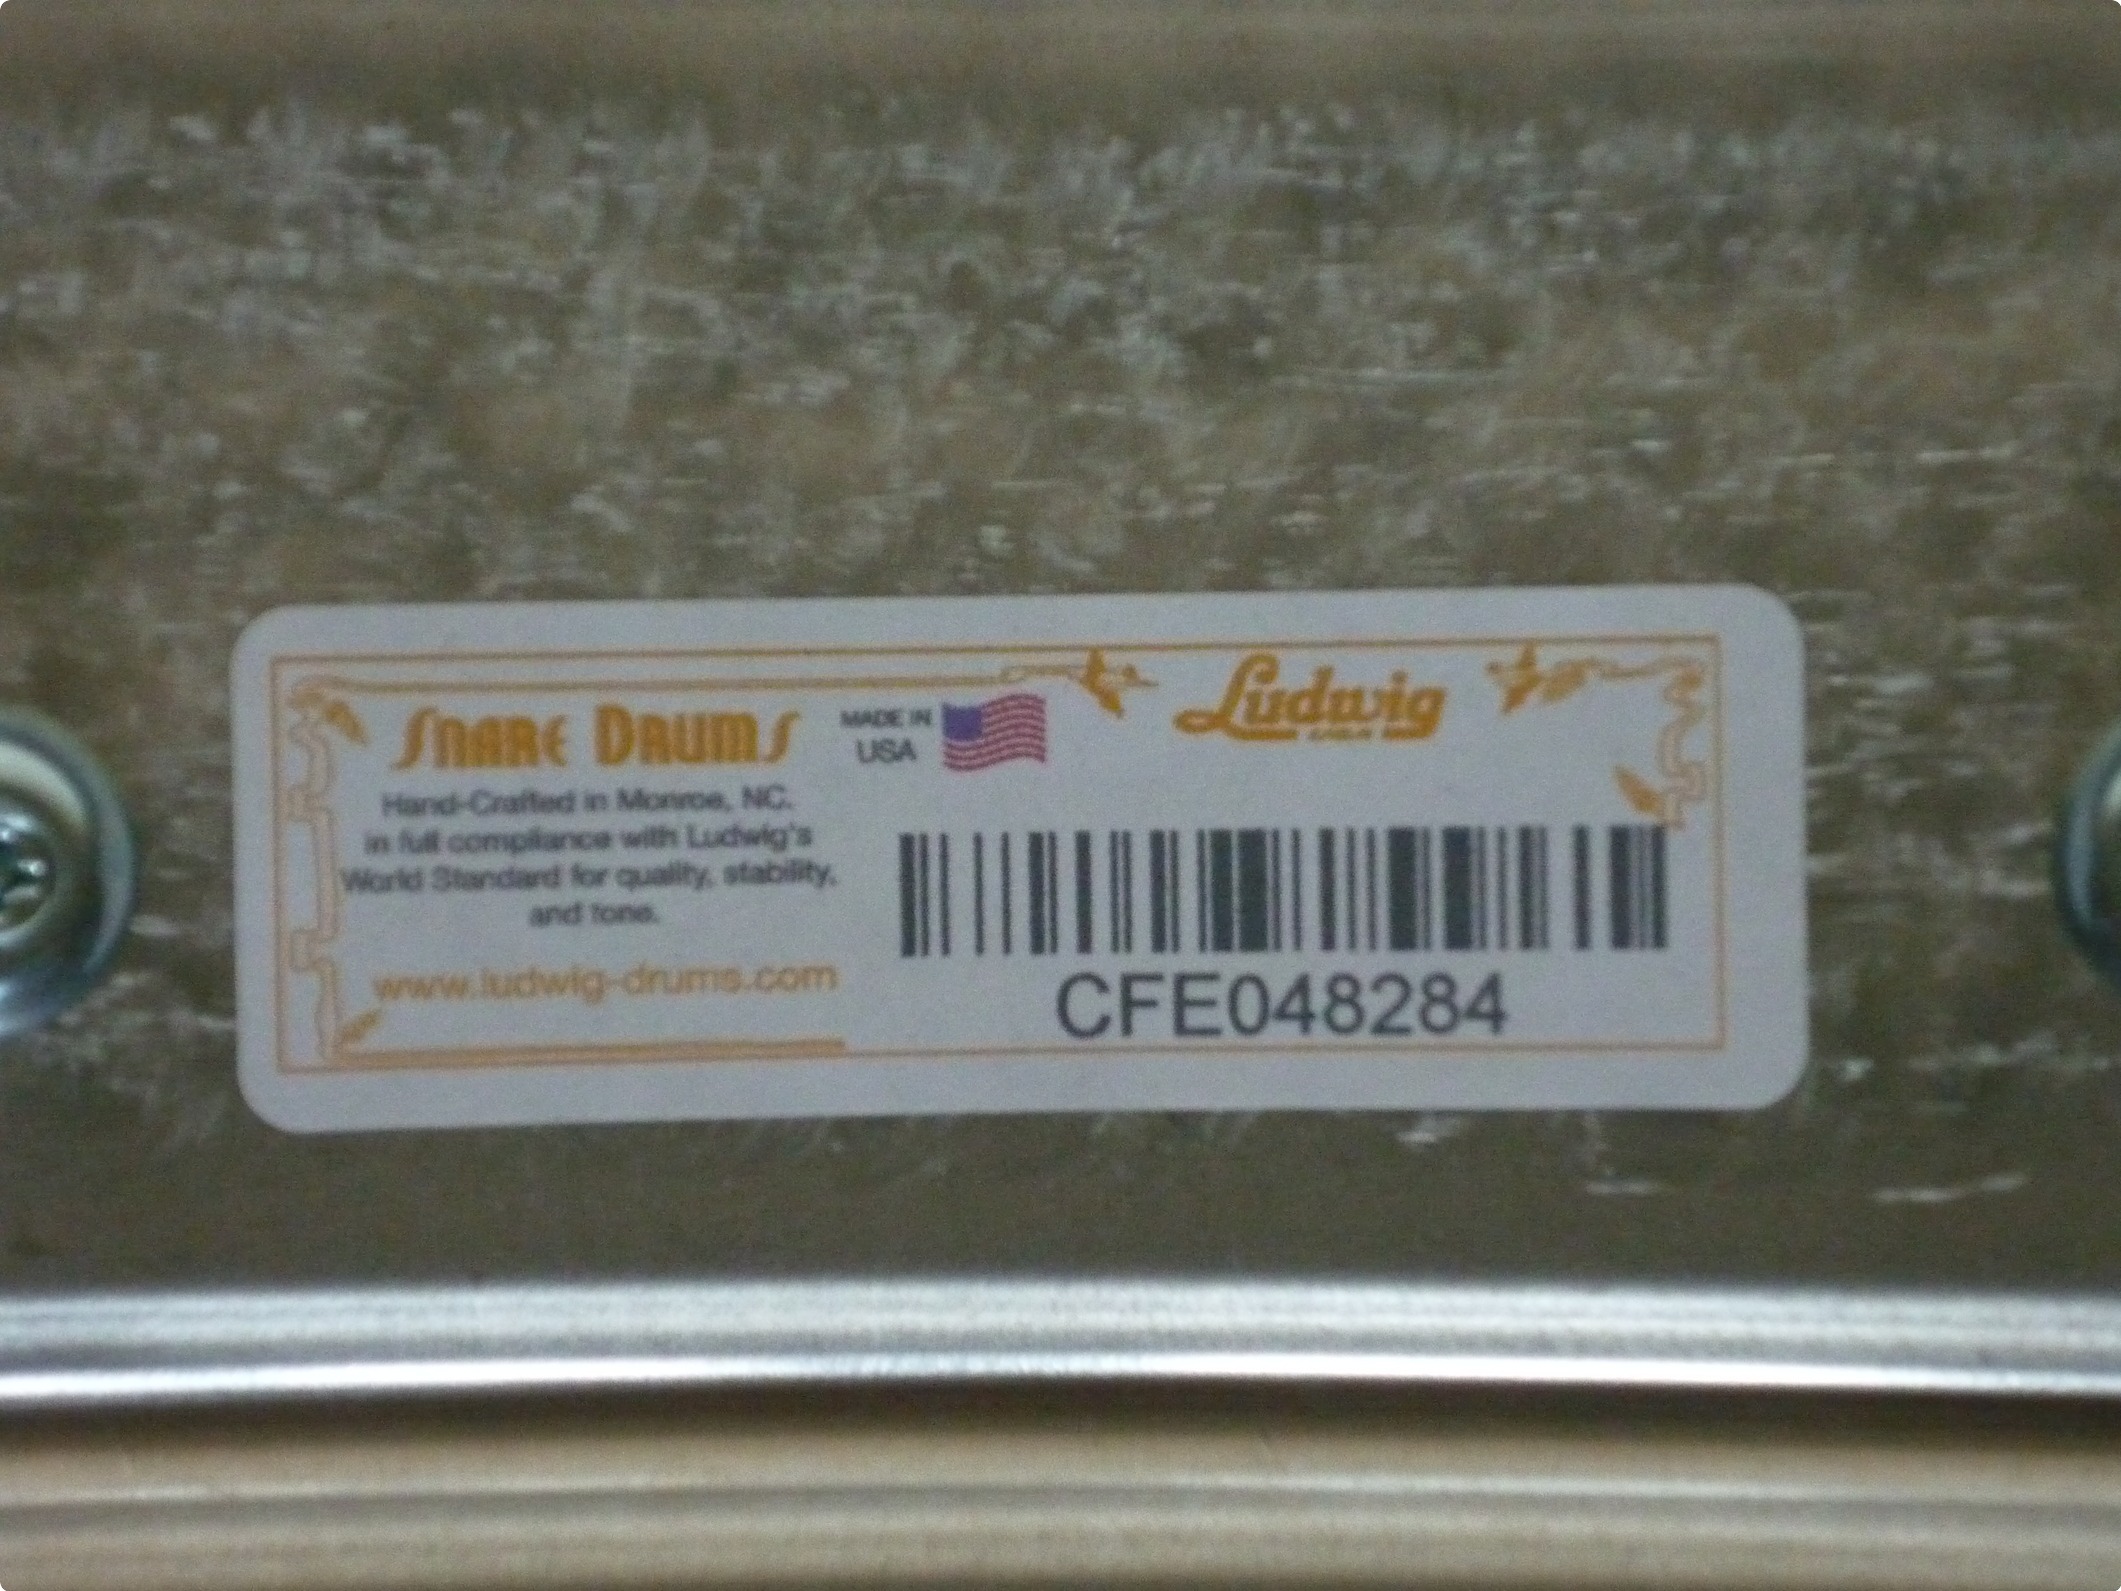 SNARE DRUMS
MADE IN
USA
Ludwig
Hand-Crafted in Monroe, NC.
in full compliance with Ludwig's
World Standard for quality, stability,
and tone.
www.ludwig-drums.com
CFE048284